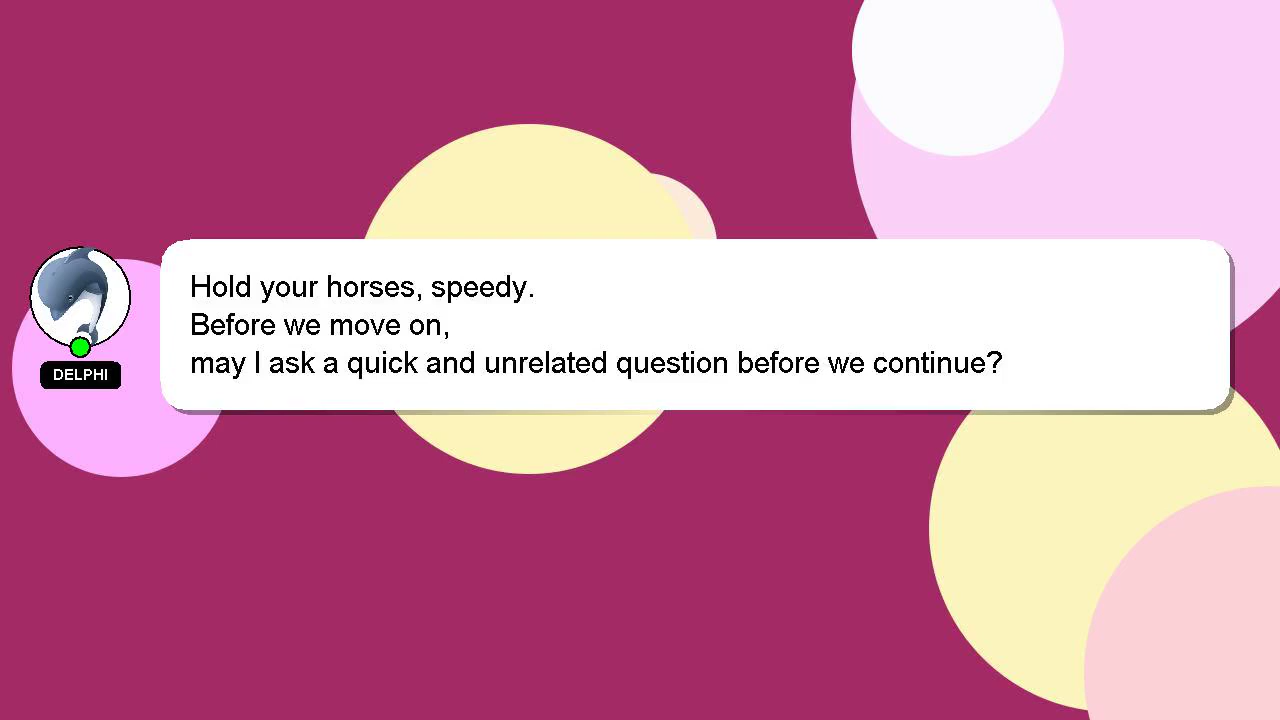 Hold your horses, speedy.
Before we move on,
may I ask a quick and unrelated question before we continue?
DELPHI